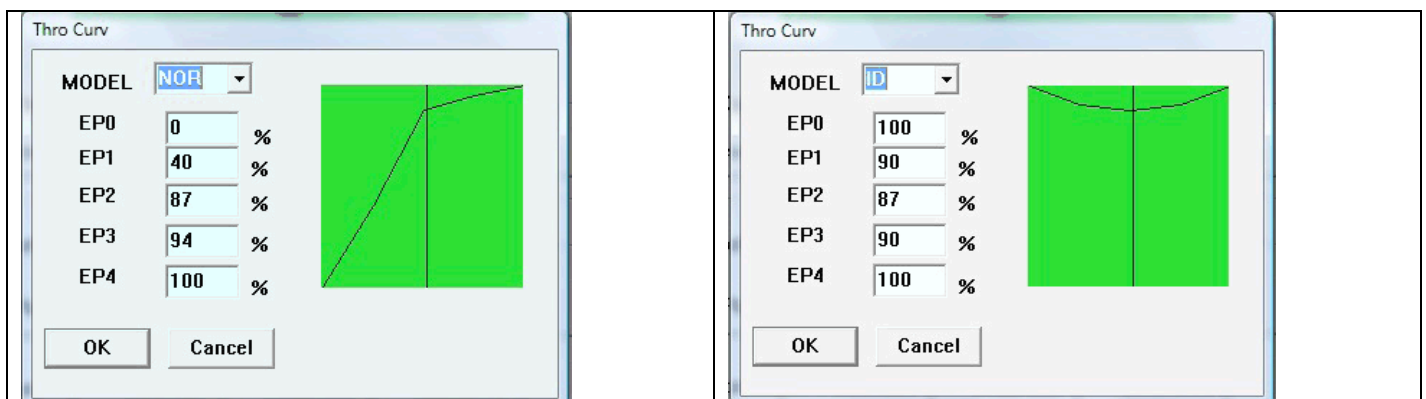 Thro Curv
MODEL NOR
EP0 0 %
EP1 40 %
EP2 87 %
EP3 94 %
EP4 100 %
OK Cancel
Thro Curv
MODEL ID
EP0 100 %
EP1 90 %
EP2 87 %
EP3 90 %
EP4 100 %
OK Cancel